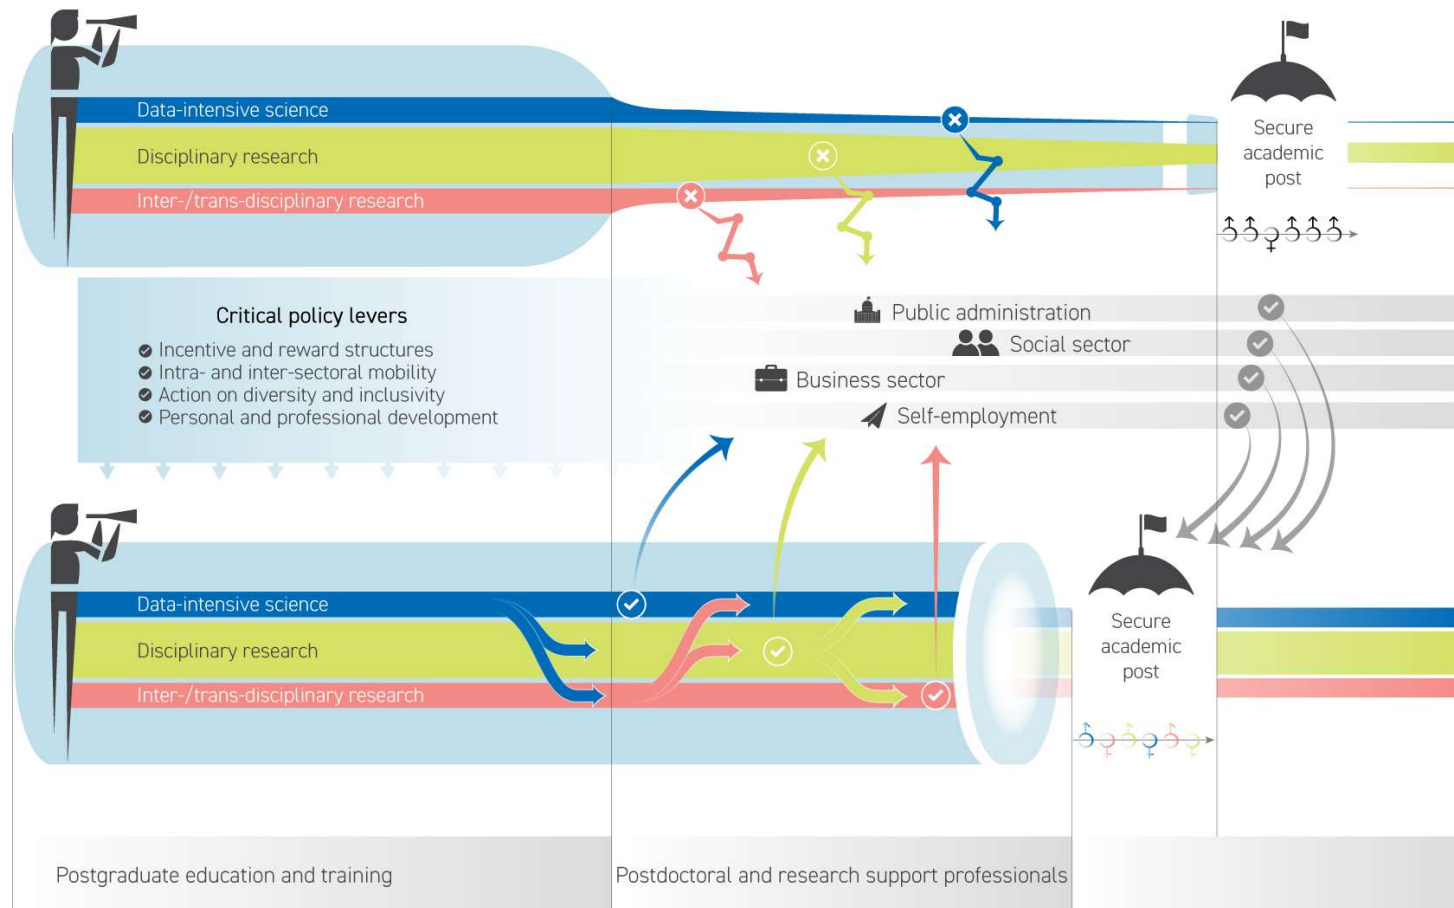 Data-intensive science
Disciplinary research
Inter-/trans-disciplinary research
Secure
academic
post
Critical policy levers
Incentive and reward structures
Intra- and inter-sectoral mobility
Action on diversity and inclusivity
Personal and professional development
Public administration
Social sector
Business sector
Self-employment
Data-intensive science
Disciplinary research
Inter-/trans-disciplinary research
Secure
academic
post
Postgraduate education and training
Postdoctoral and research support professionals